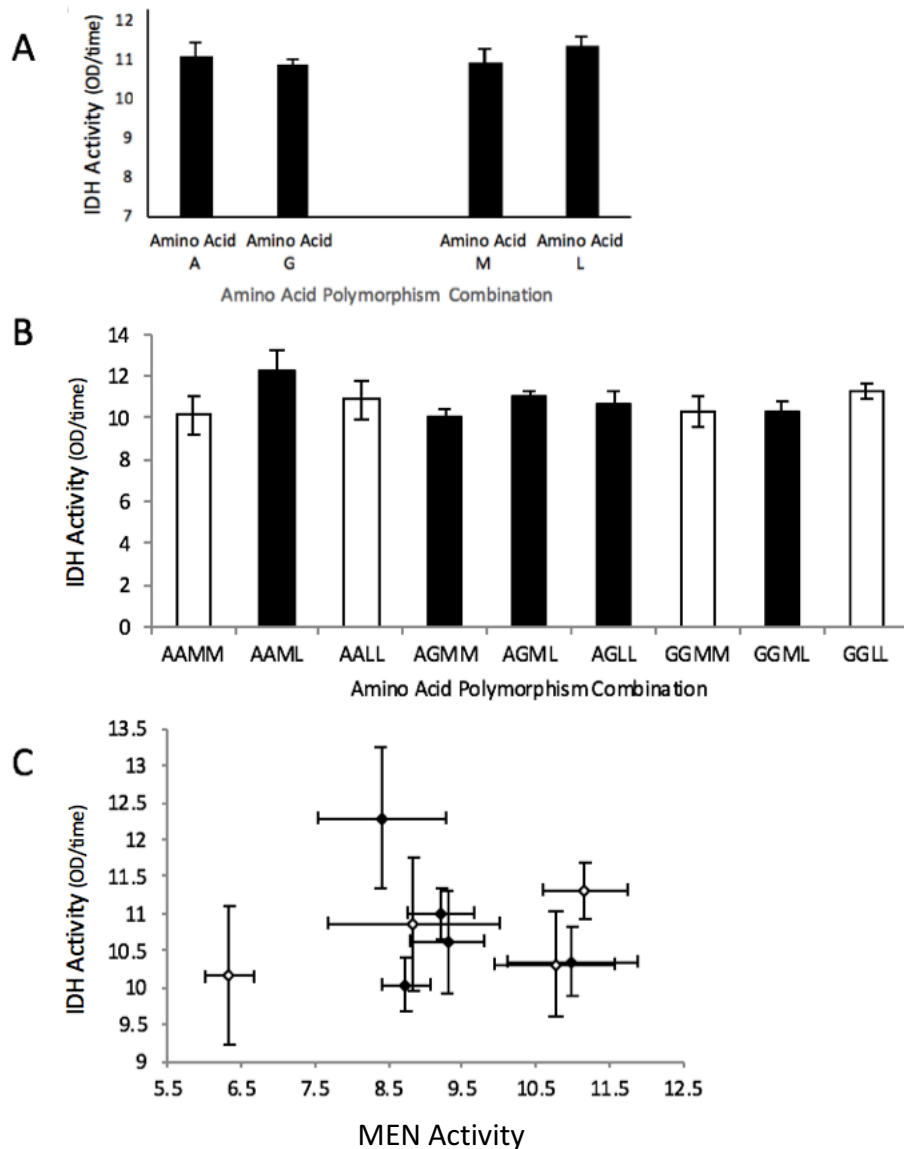 A
12
11
10
9
8
7
IDH Activity (OD/time)
Amino Acid Amino Acid Amino Acid Amino Acid
A G M L
Amino Acid Polymorphism Combination
B
14
12
10
8
6
4
2
0
IDH Activity (OD/time)
AAMM AAML AALL AGMM AGML AGLL GGMM GGML GGLL
Amino Acid Polymorphism Combination
C
13.5
13
12.5
12
11.5
11
10.5
10
9.5
9
IDH Activity (OD/time)
5.5 6.5 7.5 8.5 9.5 10.5 11.5 12.5
MEN Activity